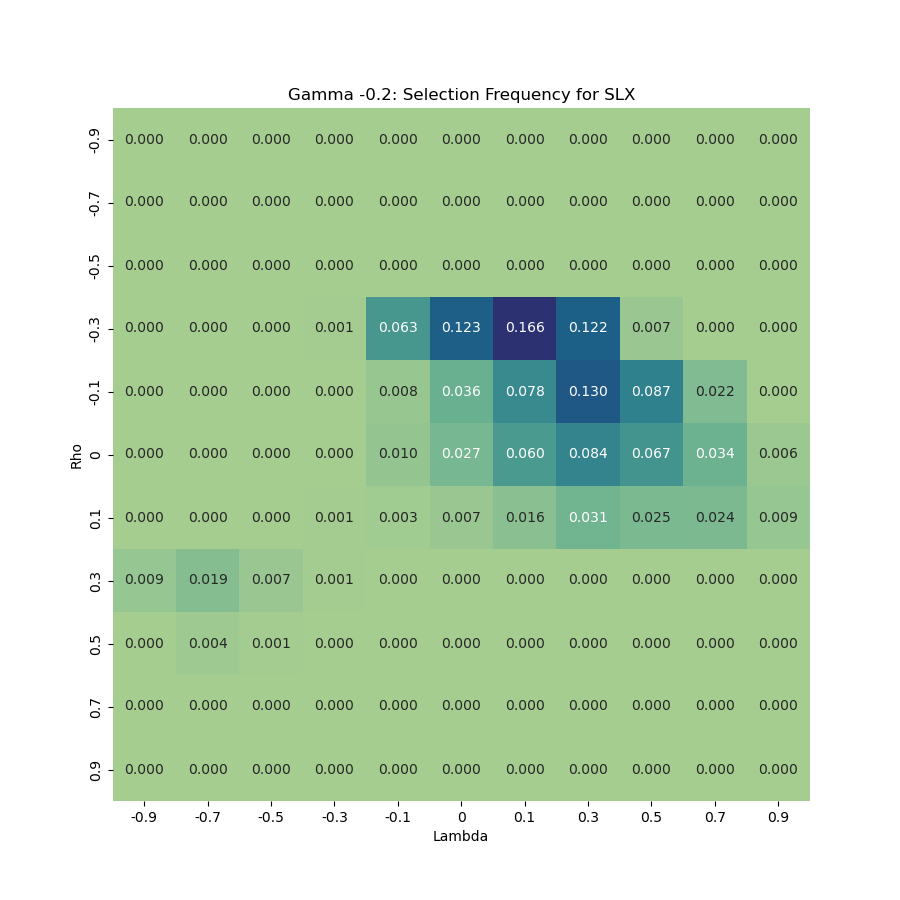 Gamma -0.2: Selection Frequency for SLX
-0.9 0.000 0.000 0.000 0.000 0.000 0.000 0.000 0.000 0.000 0.000 0.000
-0.7 0.000 0.000 0.000 0.000 0.000 0.000 0.000 0.000 0.000 0.000 0.000
-0.5 0.000 0.000 0.000 0.000 0.000 0.000 0.000 0.000 0.000 0.000 0.000
-0.3 0.000 0.000 0.000 0.001 0.063 0.123 0.166 0.122 0.007 0.000 0.000
-0.1 0.000 0.000 0.000 0.000 0.008 0.036 0.078 0.130 0.087 0.022 0.000
Rho
0 0.000 0.000 0.000 0.000 0.010 0.027 0.060 0.084 0.067 0.034 0.006
0.1 0.000 0.000 0.000 0.001 0.003 0.007 0.016 0.031 0.025 0.024 0.009
0.3 0.009 0.019 0.007 0.001 0.000 0.000 0.000 0.000 0.000 0.000 0.000
0.5 0.000 0.004 0.001 0.000 0.000 0.000 0.000 0.000 0.000 0.000 0.000
0.7 0.000 0.000 0.000 0.000 0.000 0.000 0.000 0.000 0.000 0.000 0.000
0.9 0.000 0.000 0.000 0.000 0.000 0.000 0.000 0.000 0.000 0.000 0.000
-0.9 -0.7 -0.5 -0.3 -0.1 0 0.1 0.3 0.5 0.7 0.9
Lambda